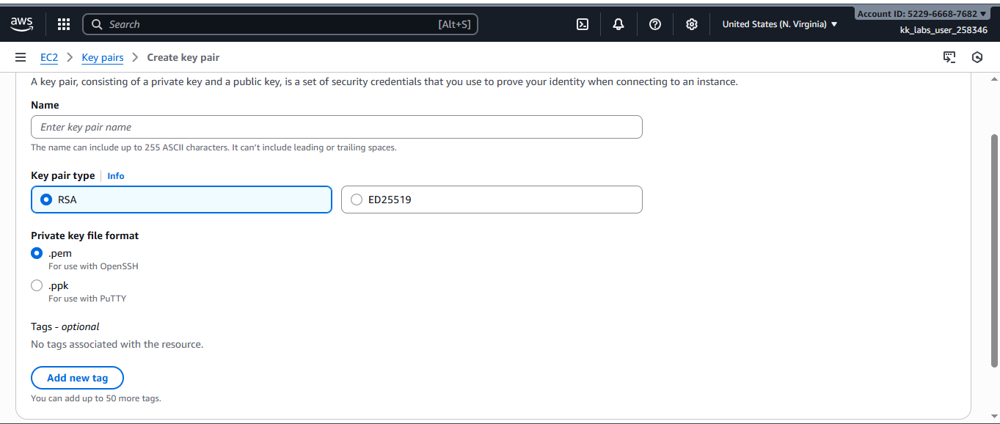 aws
Search [Alt+S]
United States (N. Virginia) ▼
Account ID: 5229-6668-7682 ▼
kk_labs_user_258346
EC2 > Key pairs > Create key pair
A key pair, consisting of a private key and a public key, is a set of security credentials that you use to prove your identity when connecting to an instance.
Name
Enter key pair name
The name can include up to 255 ASCII characters. It can't include leading or trailing spaces.
Key pair type | Info
RSA
ED25519
Private key file format
.pem
For use with OpenSSH
.ppk
For use with PuTTY
Tags - optional
No tags associated with the resource.
Add new tag
You can add up to 50 more tags.